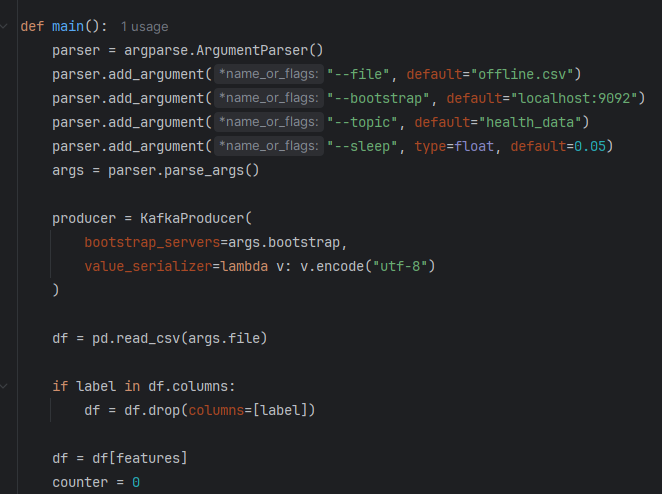 def main():  1 usage
    parser = argparse.ArgumentParser()
    parser.add_argument( *name_or_flags: "--file", default="offline.csv")
    parser.add_argument( *name_or_flags: "--bootstrap", default="localhost:9092")
    parser.add_argument( *name_or_flags: "--topic", default="health_data")
    parser.add_argument( *name_or_flags: "--sleep", type=float, default=0.05)
    args = parser.parse_args()

    producer = KafkaProducer(
        bootstrap_servers=args.bootstrap,
        value_serializer=lambda v: v.encode("utf-8")
    )

    df = pd.read_csv(args.file)

    if label in df.columns:
        df = df.drop(columns=[label])

    df = df[features]
    counter = 0